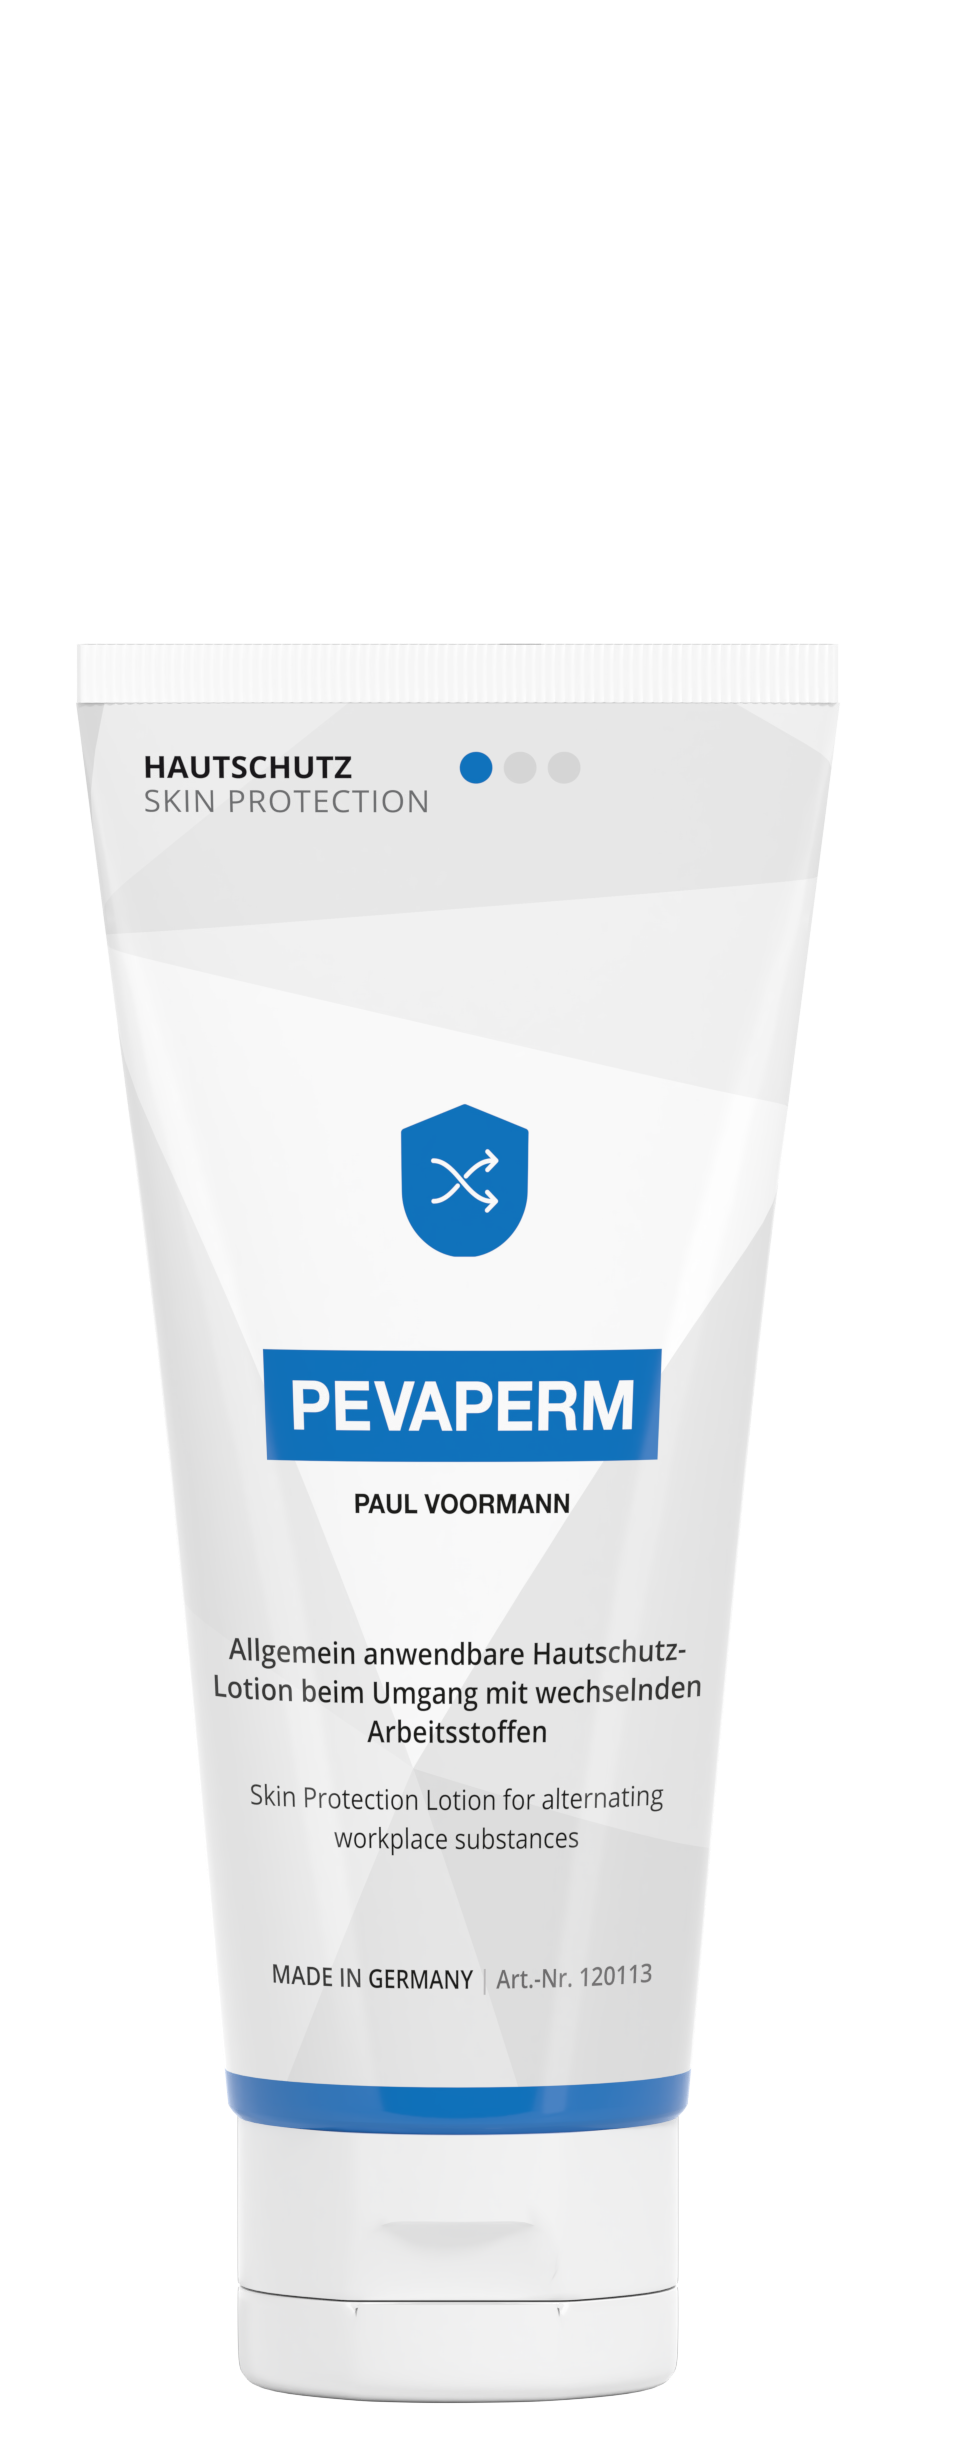 HAUTSCHUTZ
SKIN PROTECTION
PEVAPERM
PAUL VOORMANN
Allgemein anwendbare Hautschutz-
Lotion beim Umgang mit wechselnden
Arbeitsstoffen
Skin Protection Lotion for alternating
workplace substances
MADE IN GERMANY | Art.-Nr. 120113